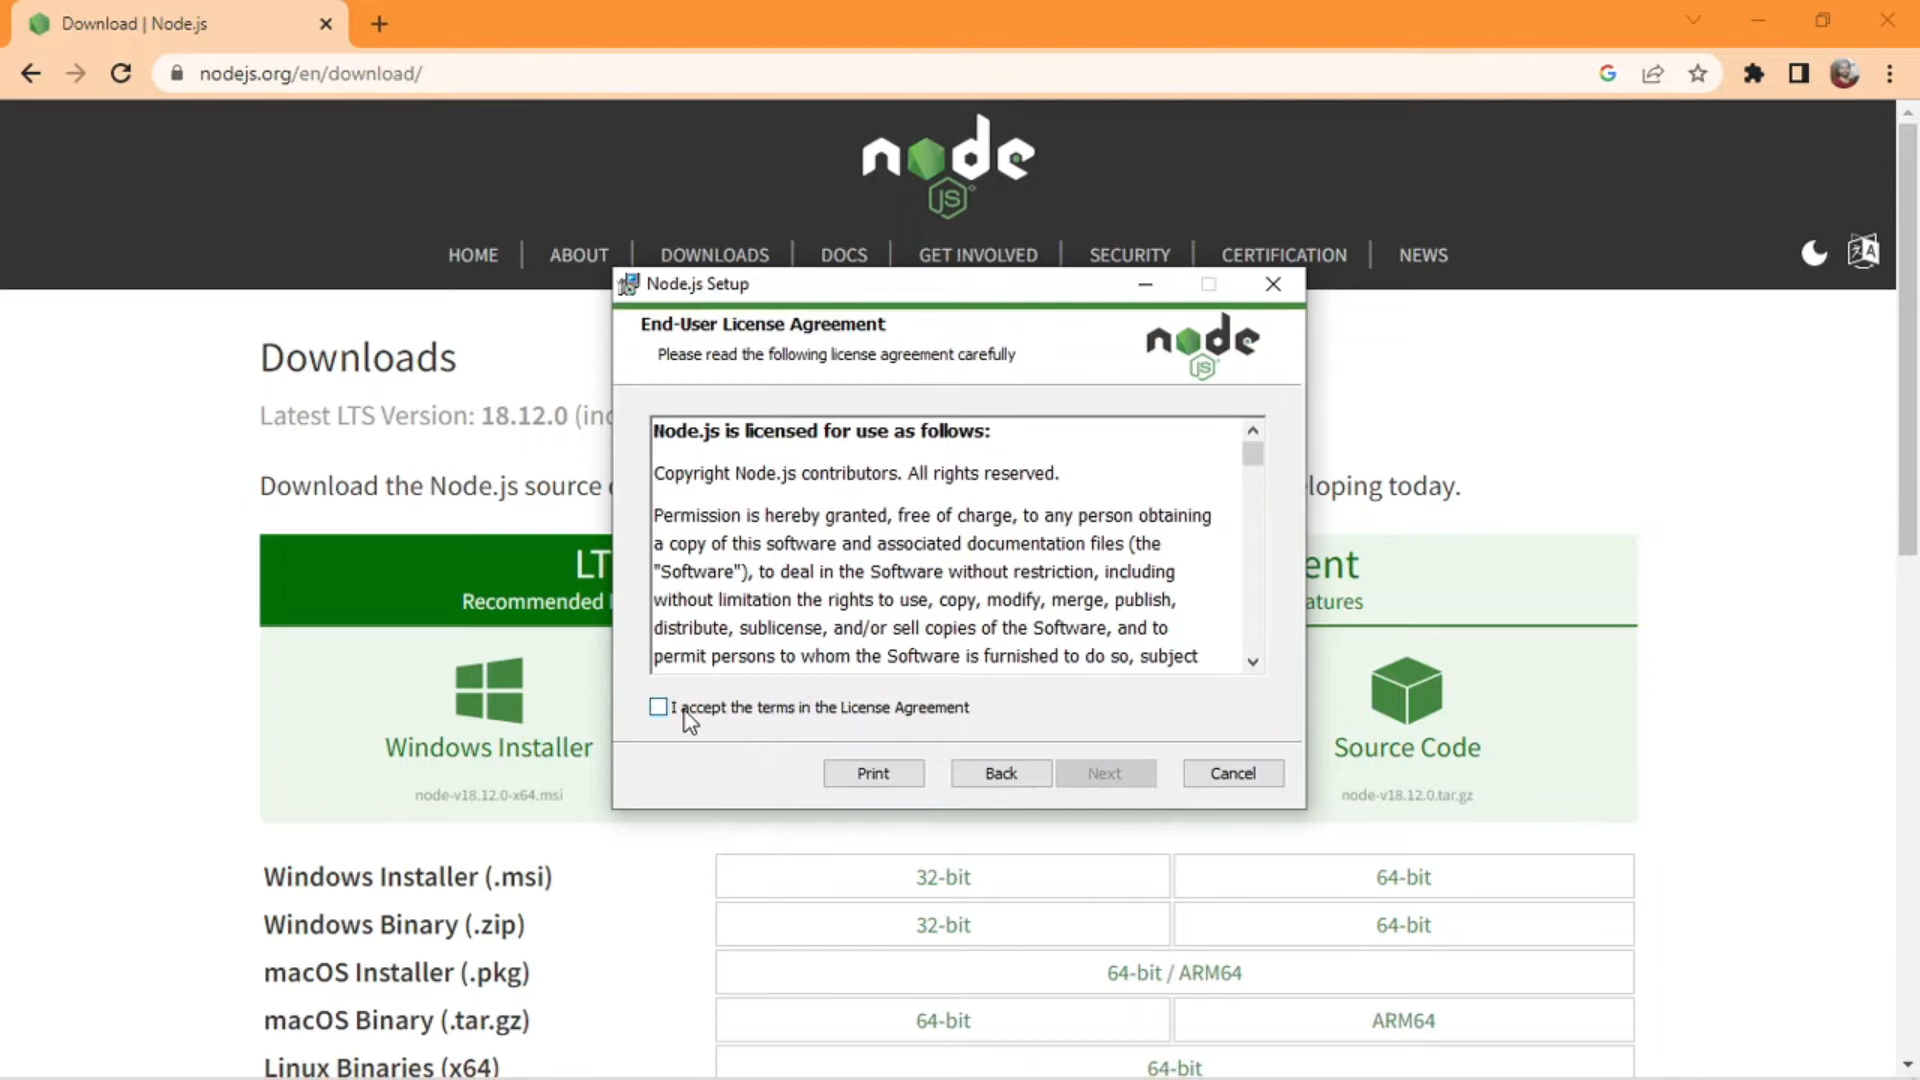 Download | Node.js
nodejs.org/en/download/
node
JS
HOME ABOUT DOWNLOADS DOCS GET INVOLVED SECURITY CERTIFICATION NEWS
Node.js Setup
End-User License Agreement
Please read the following license agreement carefully
node
JS
Node.js is licensed for use as follows:
Copyright Node.js contributors. All rights reserved.
Permission is hereby granted, free of charge, to any person obtaining
a copy of this software and associated documentation files (the
"Software"), to deal in the Software without restriction, including
without limitation the rights to use, copy, modify, merge, publish,
distribute, sublicense, and/or sell copies of the Software, and to
permit persons to whom the Software is furnished to do so, subject
I accept the terms in the License Agreement
Print Back Next Cancel
Downloads
Latest LTS Version: 18.12.0 (inc
Download the Node.js source loping today.
LT ent
Recommended atures
Windows Installer
node-v18.12.0-x64.msi
Source Code
node-v18.12.0.tar.gz
Windows Installer (.msi) 32-bit 64-bit
Windows Binary (.zip) 32-bit 64-bit
macOS Installer (.pkg) 64-bit / ARM64
macOS Binary (.tar.gz) 64-bit ARM64
Linux Binaries (x64) 64-bit